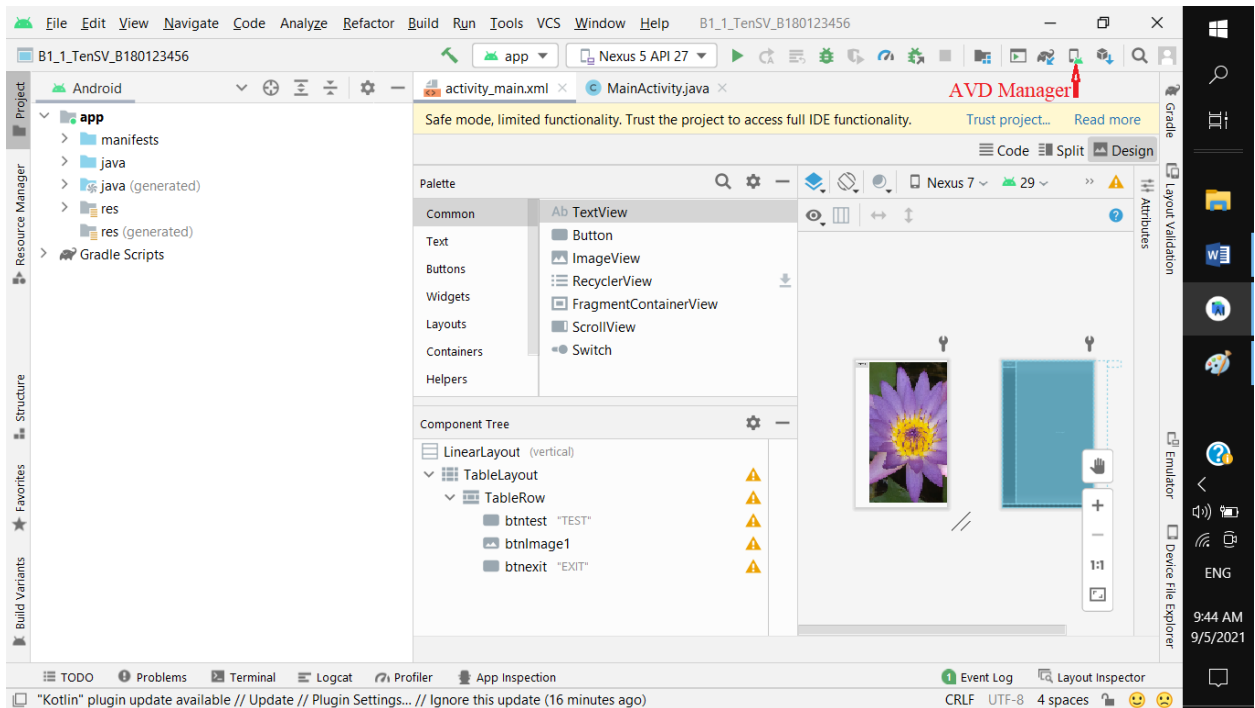 File Edit View Navigate Code Analyze Refactor Build Run Tools VCS Window Help B1_1_TenSV_B180123456
B1_1_TenSV_B180123456 app Nexus 5 API 27
AVD Manager
Project
Resource Manager
Structure
Favorites
Build Variants
Android
app
manifests
java
java (generated)
res
res (generated)
Gradle Scripts
activity_main.xml MainActivity.java
Safe mode, limited functionality. Trust the project to access full IDE functionality. Trust project... Read more
Code Split Design
Palette
Common
Text
Buttons
Widgets
Layouts
Containers
Helpers
Ab TextView
Button
ImageView
RecyclerView
FragmentContainerView
ScrollView
Switch
Nexus 7 29 »
Component Tree
LinearLayout (vertical)
TableLayout
TableRow
btntest "TEST"
btnImage1
btnexit "EXIT"
1:1
Attributes
Gradle
Layout Validation
Emulator
Device File Explorer
TODO Problems Terminal Logcat Profiler App Inspection 1 Event Log Layout Inspector
"Kotlin" plugin update available // Update // Plugin Settings... // Ignore this update (16 minutes ago) CRLF UTF-8 4 spaces
ENG
9:44 AM
9/5/2021